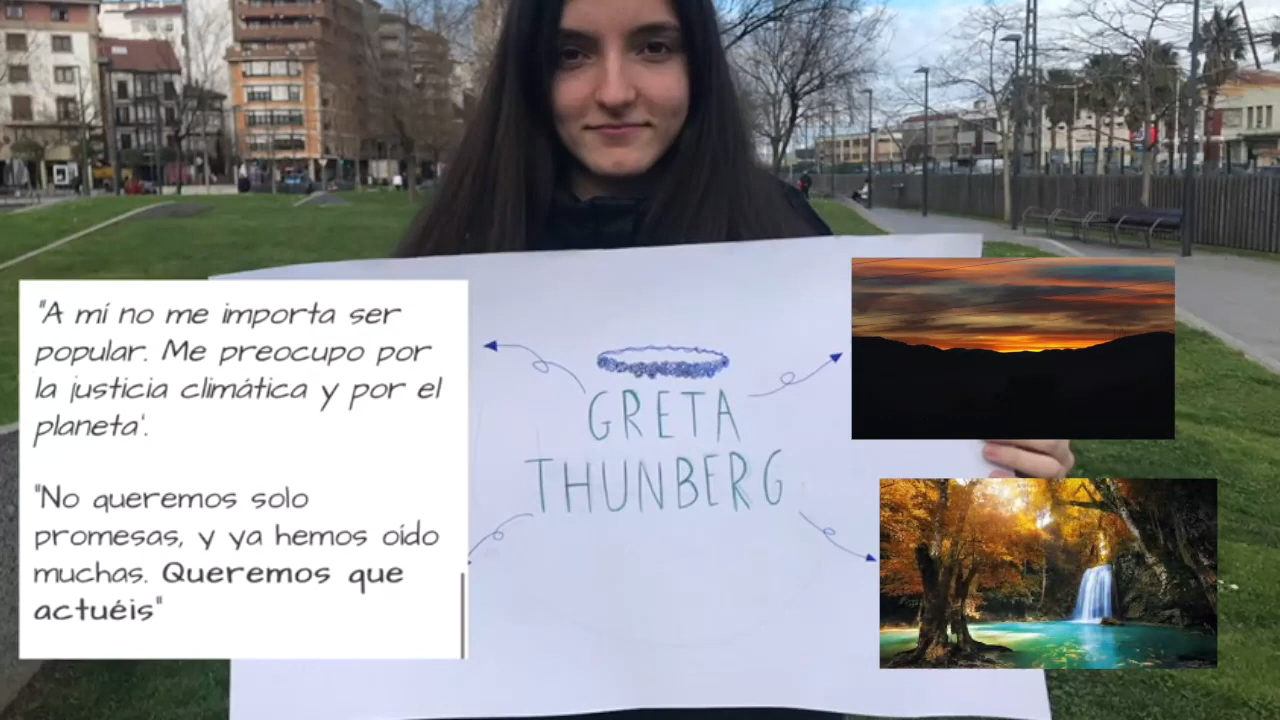 "A mí no me importa ser
popular. Me preocupo por
la justicia climática y por el
planeta'.
"No queremos solo
promesas, y ya hemos oído
muchas. Queremos que
actuéis"
GRETA
THUNBERG